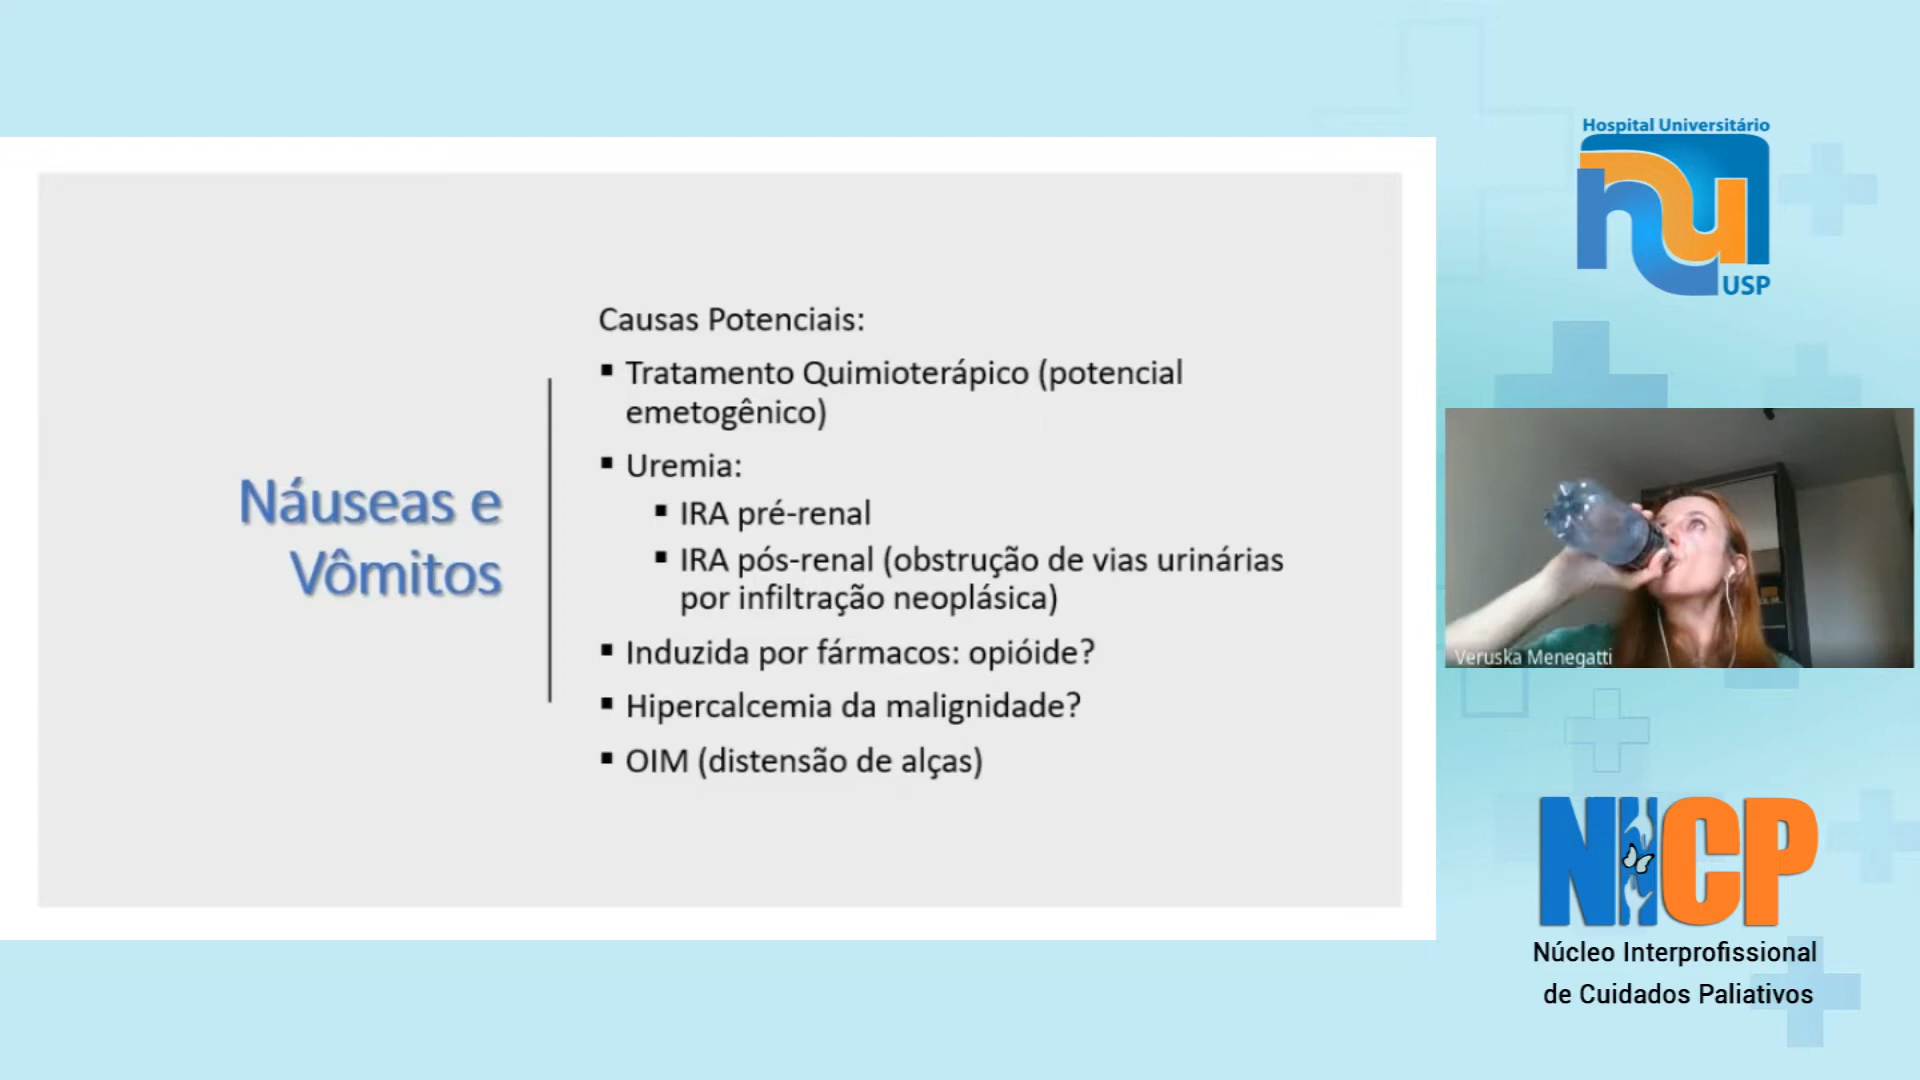 Hospital Universitário
hu
USP
Causas Potenciais:
Tratamento Quimioterápico (potencial
emetogênico)
Uremia:
IRA pré-renal
IRA pós-renal (obstrução de vias urinárias
por infiltração neoplásica)
Induzida por fármacos: opióide?
Hipercalcemia da malignidade?
OIM (distensão de alças)
Náuseas e
Vômitos
Veruska Menegatti
NICP
Núcleo Interprofissional
de Cuidados Paliativos